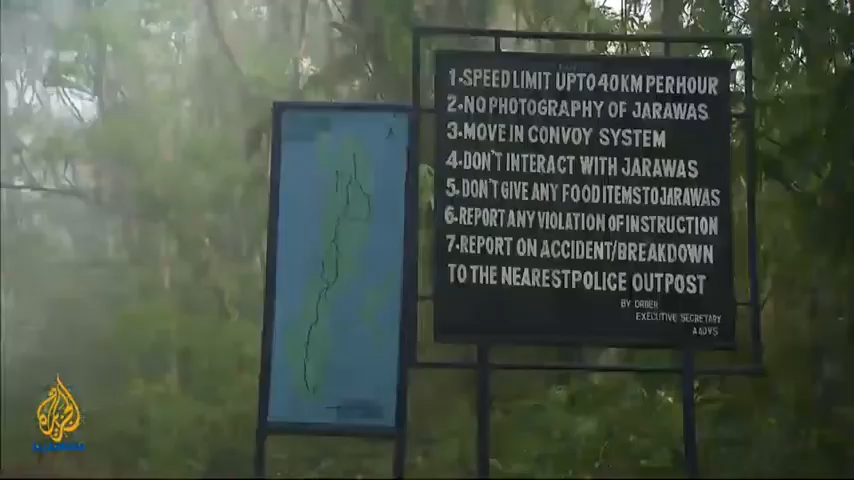 1-SPEED LIMIT UPTO 40KM PER HOUR
2-NO PHOTOGRAPHY OF JARAWAS
3-MOVE IN CONVOY SYSTEM
4-DON'T INTERACT WITH JARAWAS
5-DON'T GIVE ANY FOOD ITEMS TO JARAWAS
6-REPORT ANY VIOLATION OF INSTRUCTION
7-REPORT ON ACCIDENT/BREAKDOWN
TO THE NEAREST POLICE OUTPOST
BY ORDER
EXECUTIVE SECRETARY
AAJVS